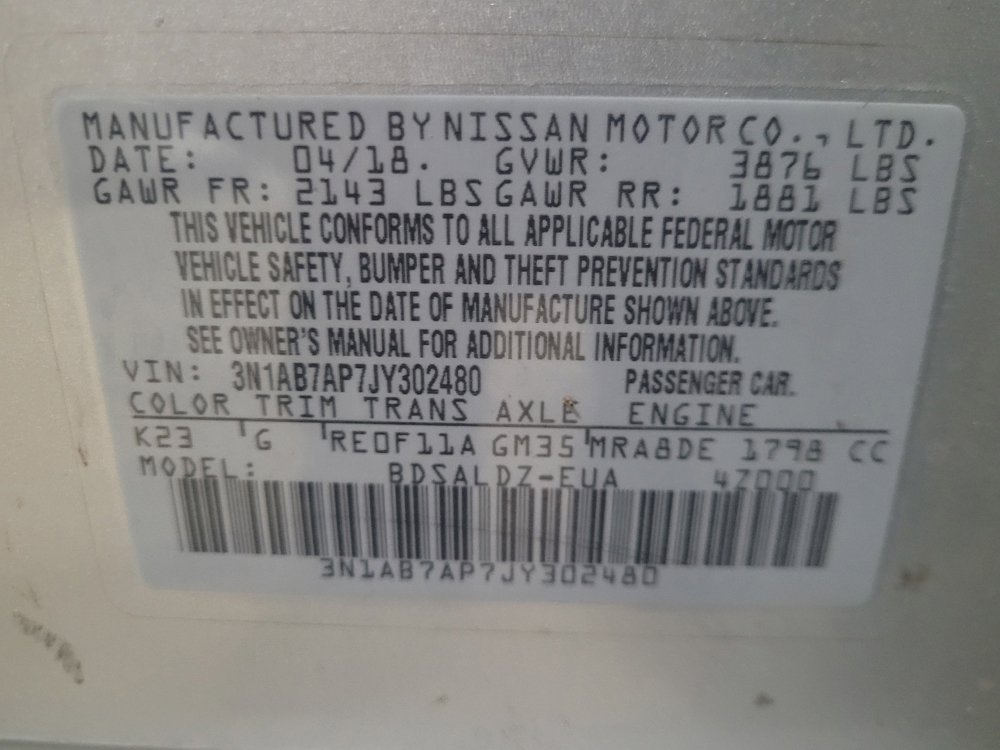 MANUFACTURED BY NISSAN MOTOR CO., LTD.
DATE: 04/18. GVWR: 3876 LBS
GAWR FR: 2143 LBS GAWR RR: 1881 LBS
THIS VEHICLE CONFORMS TO ALL APPLICABLE FEDERAL MOTOR
VEHICLE SAFETY, BUMPER AND THEFT PREVENTION STANDARDS
IN EFFECT ON THE DATE OF MANUFACTURE SHOWN ABOVE.
SEE OWNER'S MANUAL FOR ADDITIONAL INFORMATION.
VIN: 3N1AB7AP7JY302480 PASSENGER CAR.
COLOR TRIM TRANS AXLE ENGINE
K23 G RE0F11A GM35 MRA8DE 1798 CC
MODEL: BDSALDZ-EUA 47000
3N1AB7AP7JY302480